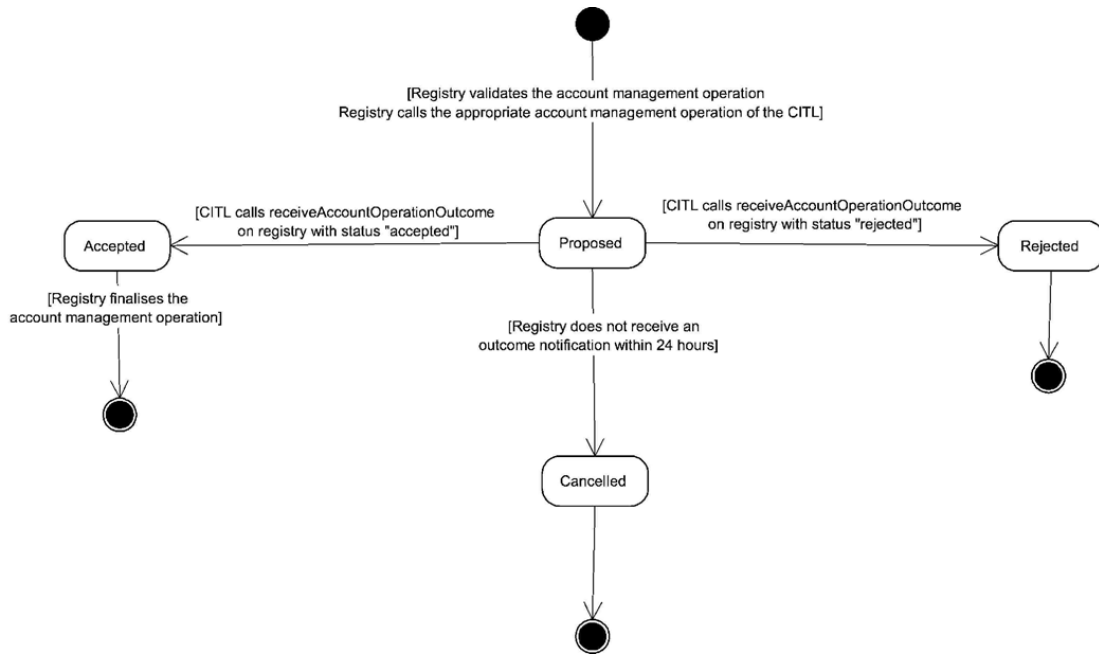 [Registry validates the account management operation
Registry calls the appropriate account management operation of the CITL]
[CITL calls receiveAccountOperationOutcome
on registry with status "accepted"]
[CITL calls receiveAccountOperationOutcome
on registry with status "rejected"]
Accepted
Proposed
Rejected
[Registry finalises the
account management operation]
[Registry does not receive an
outcome notification within 24 hours]
Cancelled